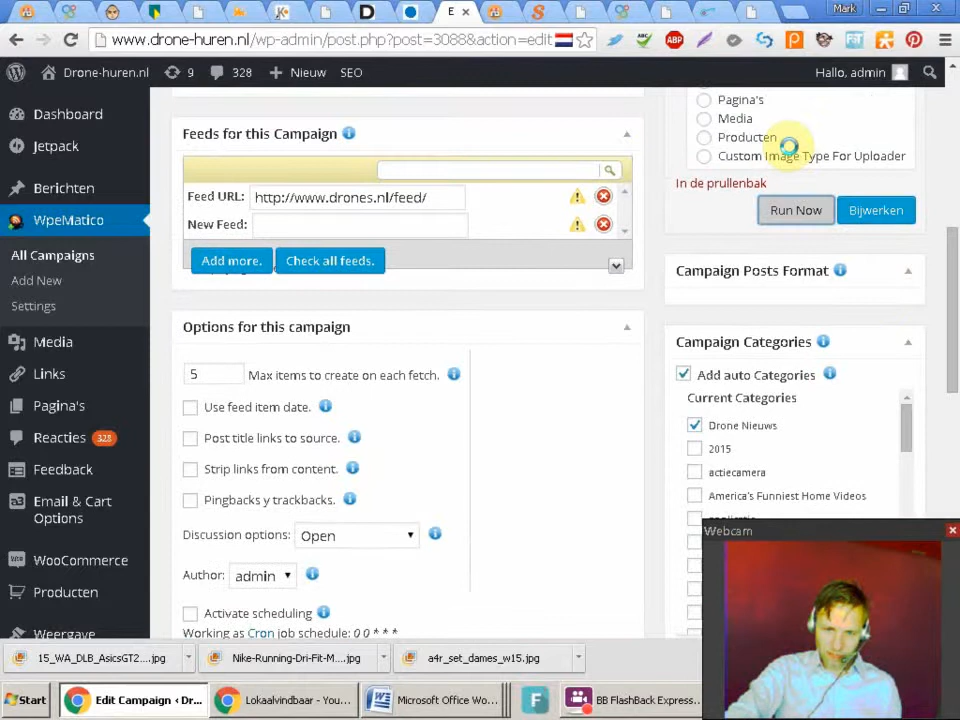 E
Mark
www.drone-huren.nl/wp-admin/post.php?post=3088&action=edit
ABP
Drone-huren.nl
9
328
Nieuw
SEO
Hallo, admin
Dashboard
Jetpack
Berichten
WpeMatico
All Campaigns
Add New
Settings
Media
Links
Pagina's
Reacties 328
Feedback
Email & Cart
Options
WooCommerce
Producten
Weergave
Feeds for this Campaign
Feed URL: http://www.drones.nl/feed/
New Feed:
Add more.
Check all feeds.
Options for this campaign
5 Max items to create on each fetch.
Use feed item date.
Post title links to source.
Strip links from content.
Pingbacks y trackbacks.
Discussion options: Open
Author: admin
Activate scheduling
Working as Cron job schedule: 0 0 * * *
Pagina's
Media
Producten
Custom Image Type For Uploader
In de prullenbak
Run Now
Bijwerken
Campaign Posts Format
Campaign Categories
Add auto Categories
Current Categories
Drone Nieuws
2015
actiecamera
America's Funniest Home Videos
Webcam
15_WA_DLB_AsicsGT2....jpg
Nike-Running-Dri-Fit-M....jpg
a4r_set_dames_w15.jpg
Start
Edit Campaign ‹ Dr...
Lokaalvindbaar - You...
Microsoft Office Wo...
F
BB FlashBack Express...